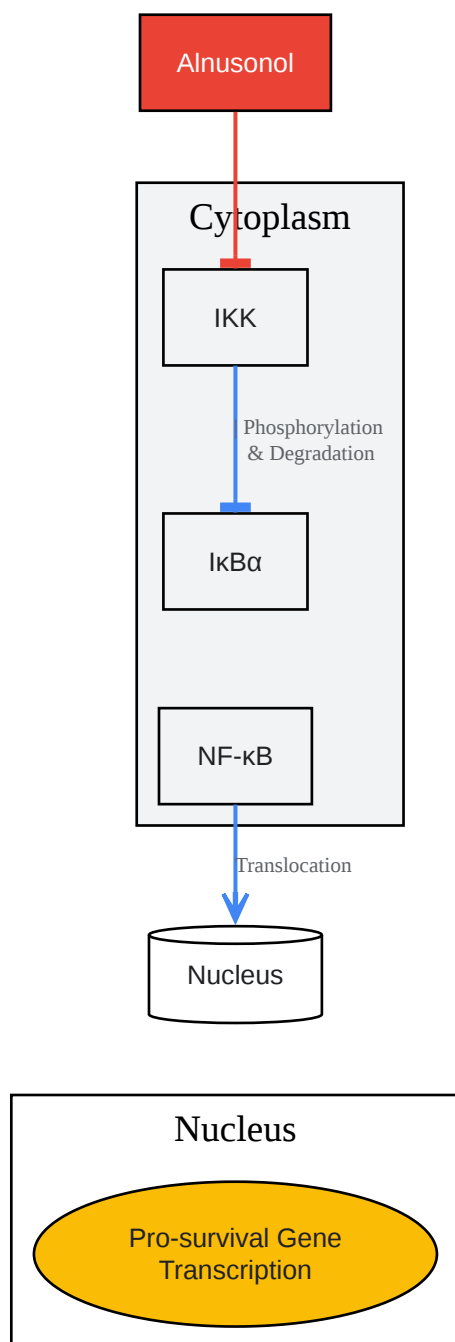 Alnusonol
Cytoplasm
IKK
Phosphorylation
& Degradation
IκBα
NF-κB
Translocation
Nucleus
Nucleus
Pro-survival Gene
Transcription